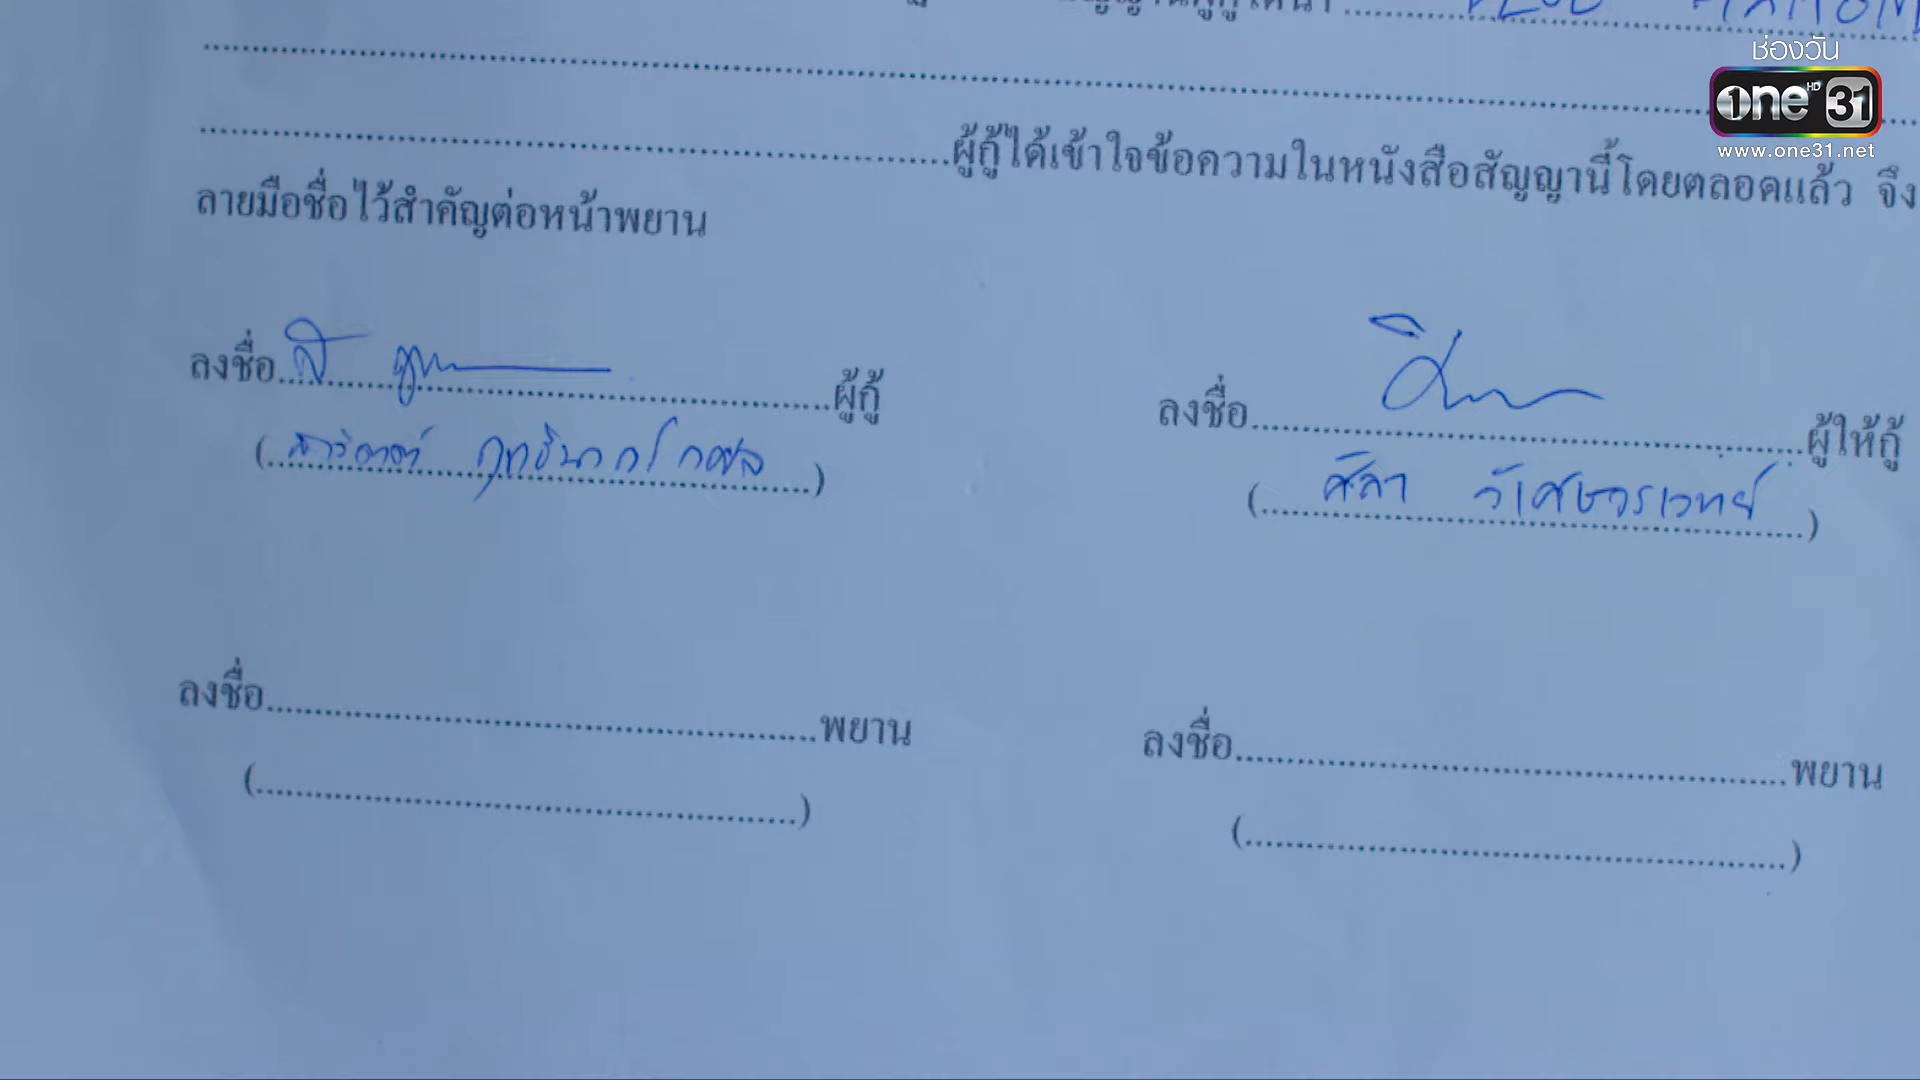 ช่องวัน
one HD 31
www.one31.net
ผู้กู้ได้เข้าใจข้อความในหนังสือสัญญานี้โดยตลอดแล้ว จึง
ลายมือชื่อไว้สำคัญต่อหน้าพยาน
ลงชื่อ ผู้กู้
ลงชื่อ ผู้ให้กู้
ศิลา วิเศษวรเวทย์
ลงชื่อ พยาน
ลงชื่อ พยาน